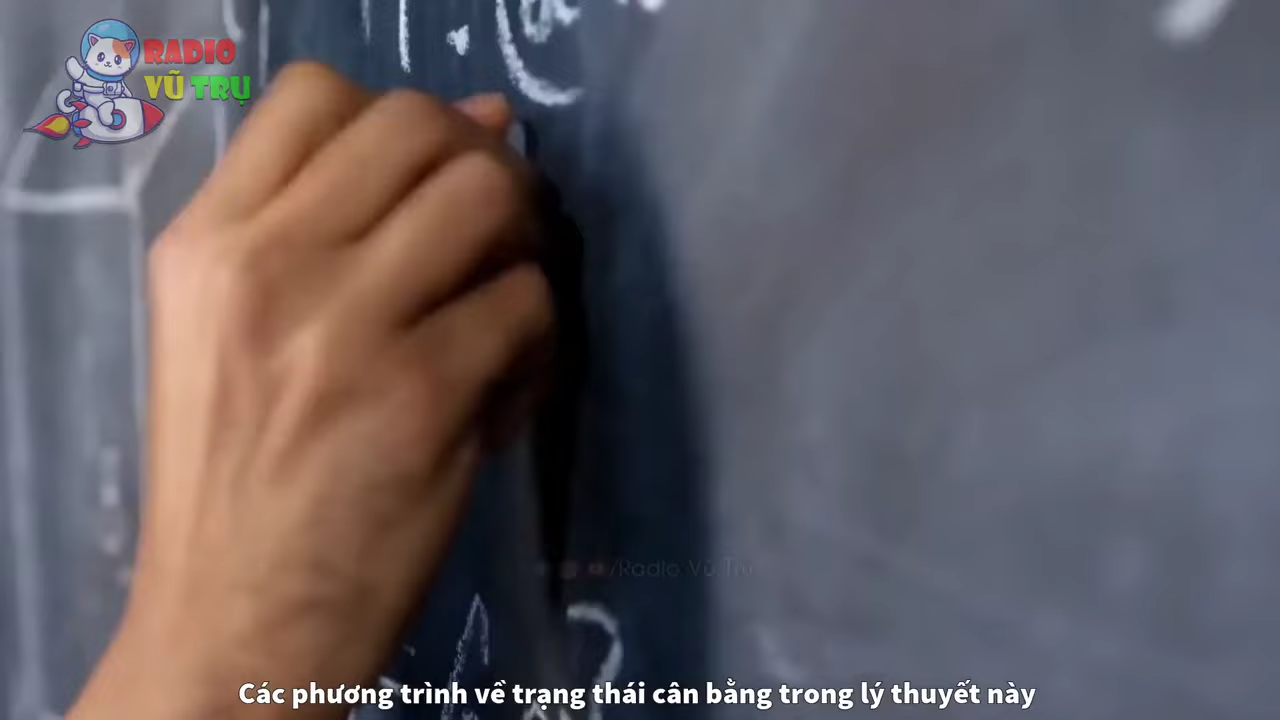 RADIO
VŨ TRỤ
/Radio Vũ Trụ
Các phương trình về trạng thái cân bằng trong lý thuyết này